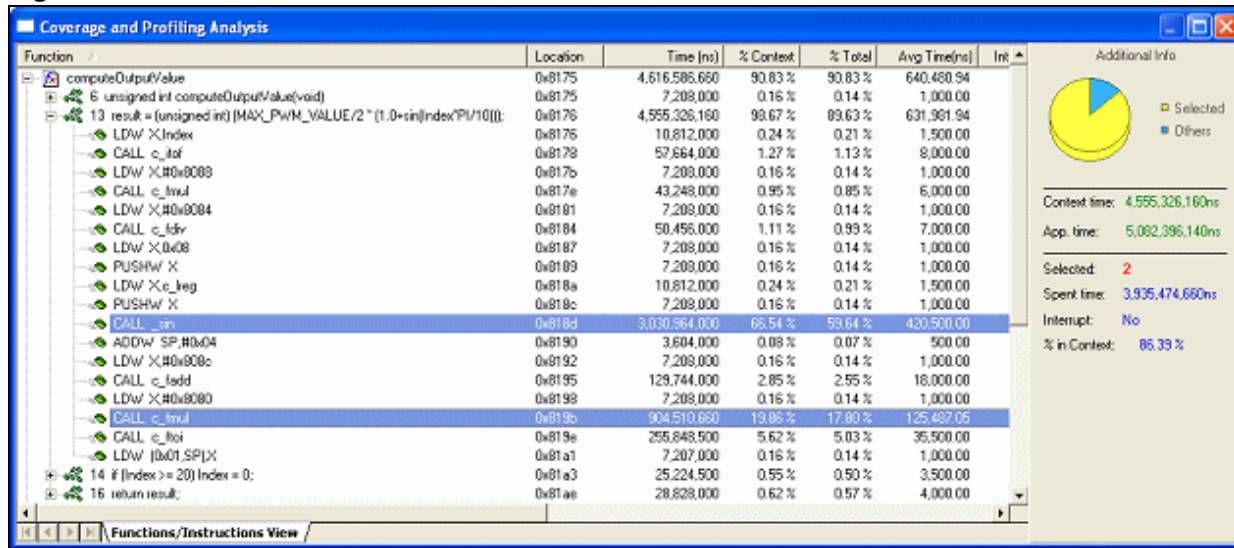 Coverage and Profiling Analysis
Function Location Time (ns) % Context % Total Avg Time(ns) Int
computeOutputValue 0x8175 4,616,586,660 90.83 % 90.83 % 640,480.94
6 unsigned int computeOutputValue(void) 0x8175 7,208,000 0.16 % 0.14 % 1,000.00
13 result = (unsigned int) (MAX_PWM_VALUE/2 * (1.0+sin(Index*PI/10))); 0x8176 4,555,326,160 98.67 % 89.63 % 631,981.94
LDW X,Index 0x8176 10,812,000 0.24 % 0.21 % 1,500.00
CALL c_itof 0x8178 57,664,000 1.27 % 1.13 % 8,000.00
LDW X,#0x8088 0x817b 7,208,000 0.16 % 0.14 % 1,000.00
CALL c_fmul 0x817e 43,248,000 0.95 % 0.85 % 6,000.00
LDW X,#0x8084 0x8181 7,208,000 0.16 % 0.14 % 1,000.00
CALL c_fdiv 0x8184 50,456,000 1.11 % 0.99 % 7,000.00
LDW X,0x08 0x8187 7,208,000 0.16 % 0.14 % 1,000.00
PUSHW X 0x8189 7,208,000 0.16 % 0.14 % 1,000.00
LDW X,c_lreg 0x818a 10,812,000 0.24 % 0.21 % 1,500.00
PUSHW X 0x818c 7,208,000 0.16 % 0.14 % 1,000.00
CALL _sin 0x818d 3,030,964,000 66.54 % 59.64 % 420,500.00
ADDW SP,#0x04 0x8190 3,604,000 0.08 % 0.07 % 500.00
LDW X,#0x808c 0x8192 7,208,000 0.16 % 0.14 % 1,000.00
CALL c_fadd 0x8195 129,744,000 2.85 % 2.55 % 18,000.00
LDW X,#0x8080 0x8198 7,208,000 0.16 % 0.14 % 1,000.00
CALL c_fmul 0x819b 904,510,660 19.86 % 17.80 % 125,487.05
CALL c_ftoi 0x819e 255,848,500 5.62 % 5.03 % 35,500.00
LDW (0x01,SP),X 0x81a1 7,207,000 0.16 % 0.14 % 1,000.00
14 if (Index >= 20) Index = 0; 0x81a3 25,224,500 0.55 % 0.50 % 3,500.00
16 return result; 0x81ae 28,828,000 0.62 % 0.57 % 4,000.00
Functions/Instructions View
Additional Info
Selected
Others
Context time: 4,555,326,160ns
App. time: 5,082,396,140ns
Selected: 2
Spent time: 3,935,474,660ns
Interrupt: No
% in Context: 86.39 %